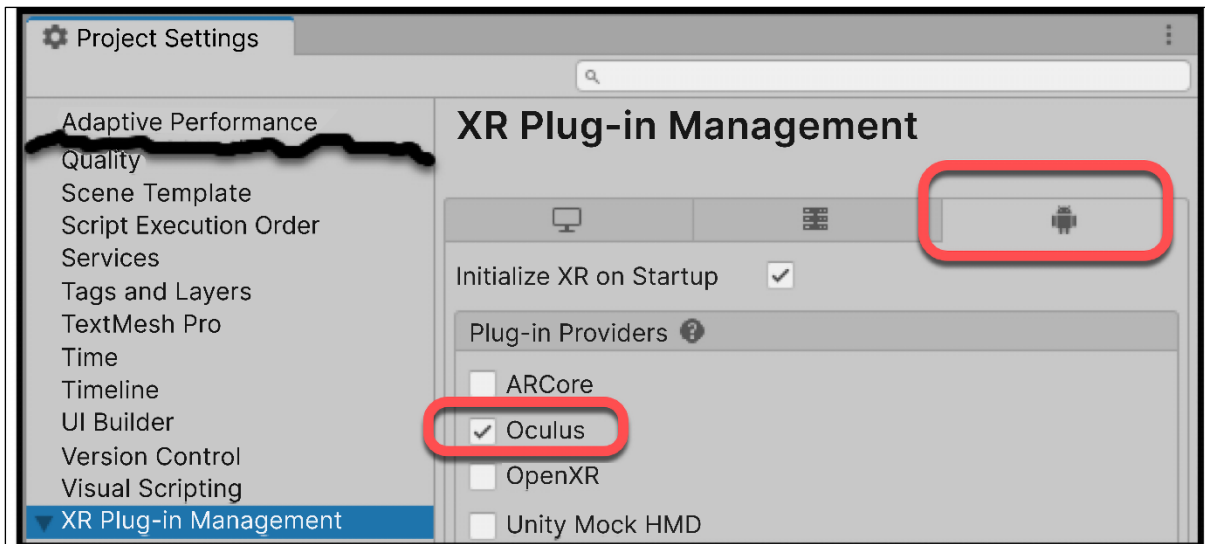 Project Settings
Adaptive Performance
Quality
Scene Template
Script Execution Order
Services
Tags and Layers
TextMesh Pro
Time
Timeline
UI Builder
Version Control
Visual Scripting
XR Plug-in Management
XR Plug-in Management
Initialize XR on Startup
Plug-in Providers
ARCore
Oculus
OpenXR
Unity Mock HMD